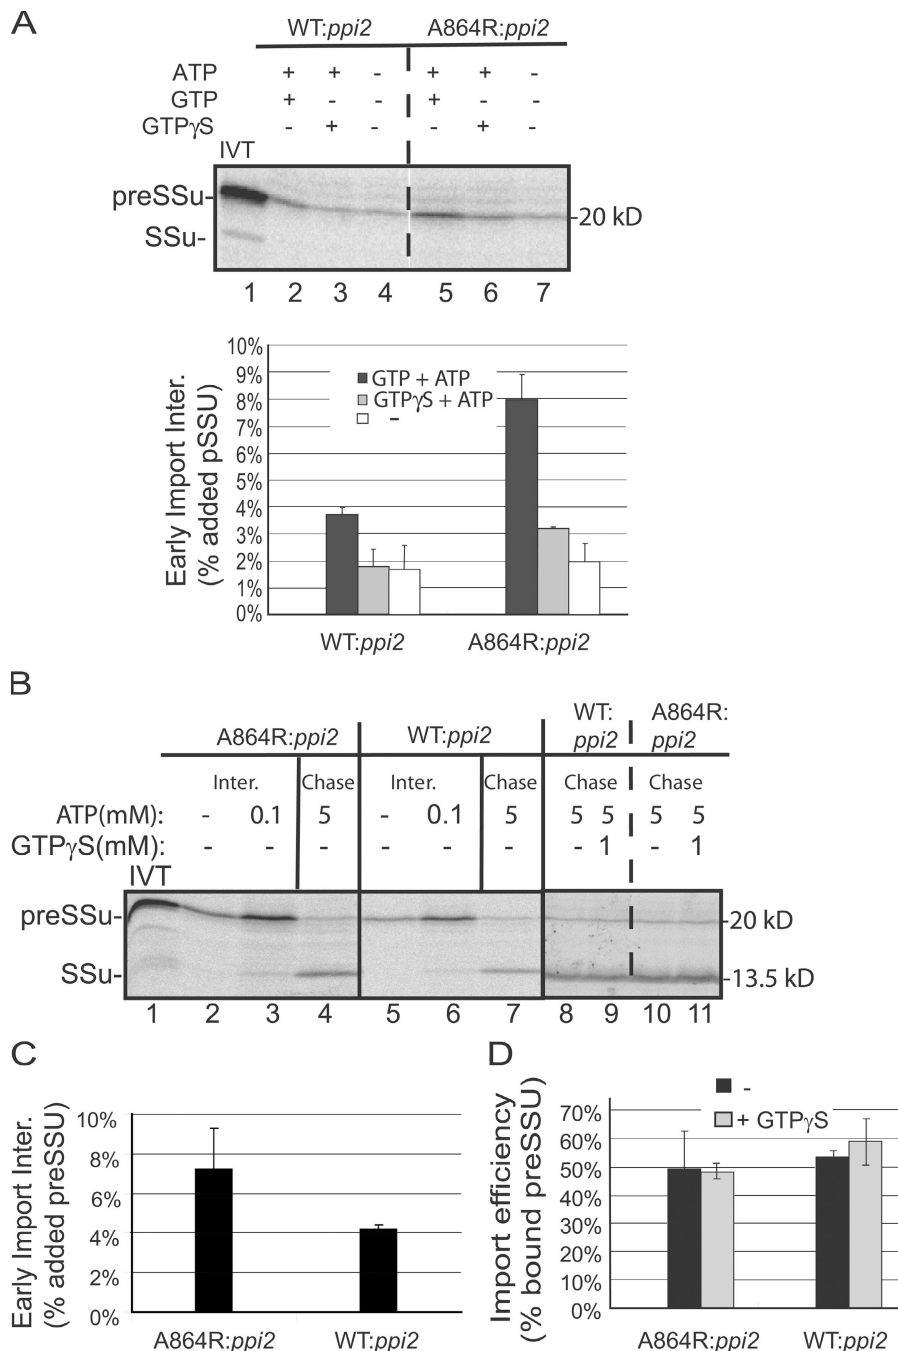 A
WT:ppi2 A864R:ppi2
ATP + + - + + -
GTP + - - + - -
GTPγS - + - - + -
IVT
preSSu- -20 kD
SSu-
1 2 3 4 5 6 7
Early Import Inter.
(% added pSSU)
10%
9%
8%
7%
6%
5%
4%
3%
2%
1%
0%
GTP + ATP
GTPγS + ATP
-
WT:ppi2 A864R:ppi2
B
A864R:ppi2 WT:ppi2 WT:ppi2 A864R:ppi2
Inter. Chase Inter. Chase Chase Chase
ATP(mM): - 0.1 5 - 0.1 5 5 5 5 5
GTPγS(mM): - - - - - - - 1 - 1
IVT
preSSu- -20 kD
SSu- -13.5 kD
1 2 3 4 5 6 7 8 9 10 11
C
Early Import Inter.
(% added preSSU)
10%
8%
6%
4%
2%
0%
A864R:ppi2 WT:ppi2
D
Import efficiency
(% bound preSSU)
-
+ GTPγS
70%
60%
50%
40%
30%
20%
10%
0%
A864R:ppi2 WT:ppi2